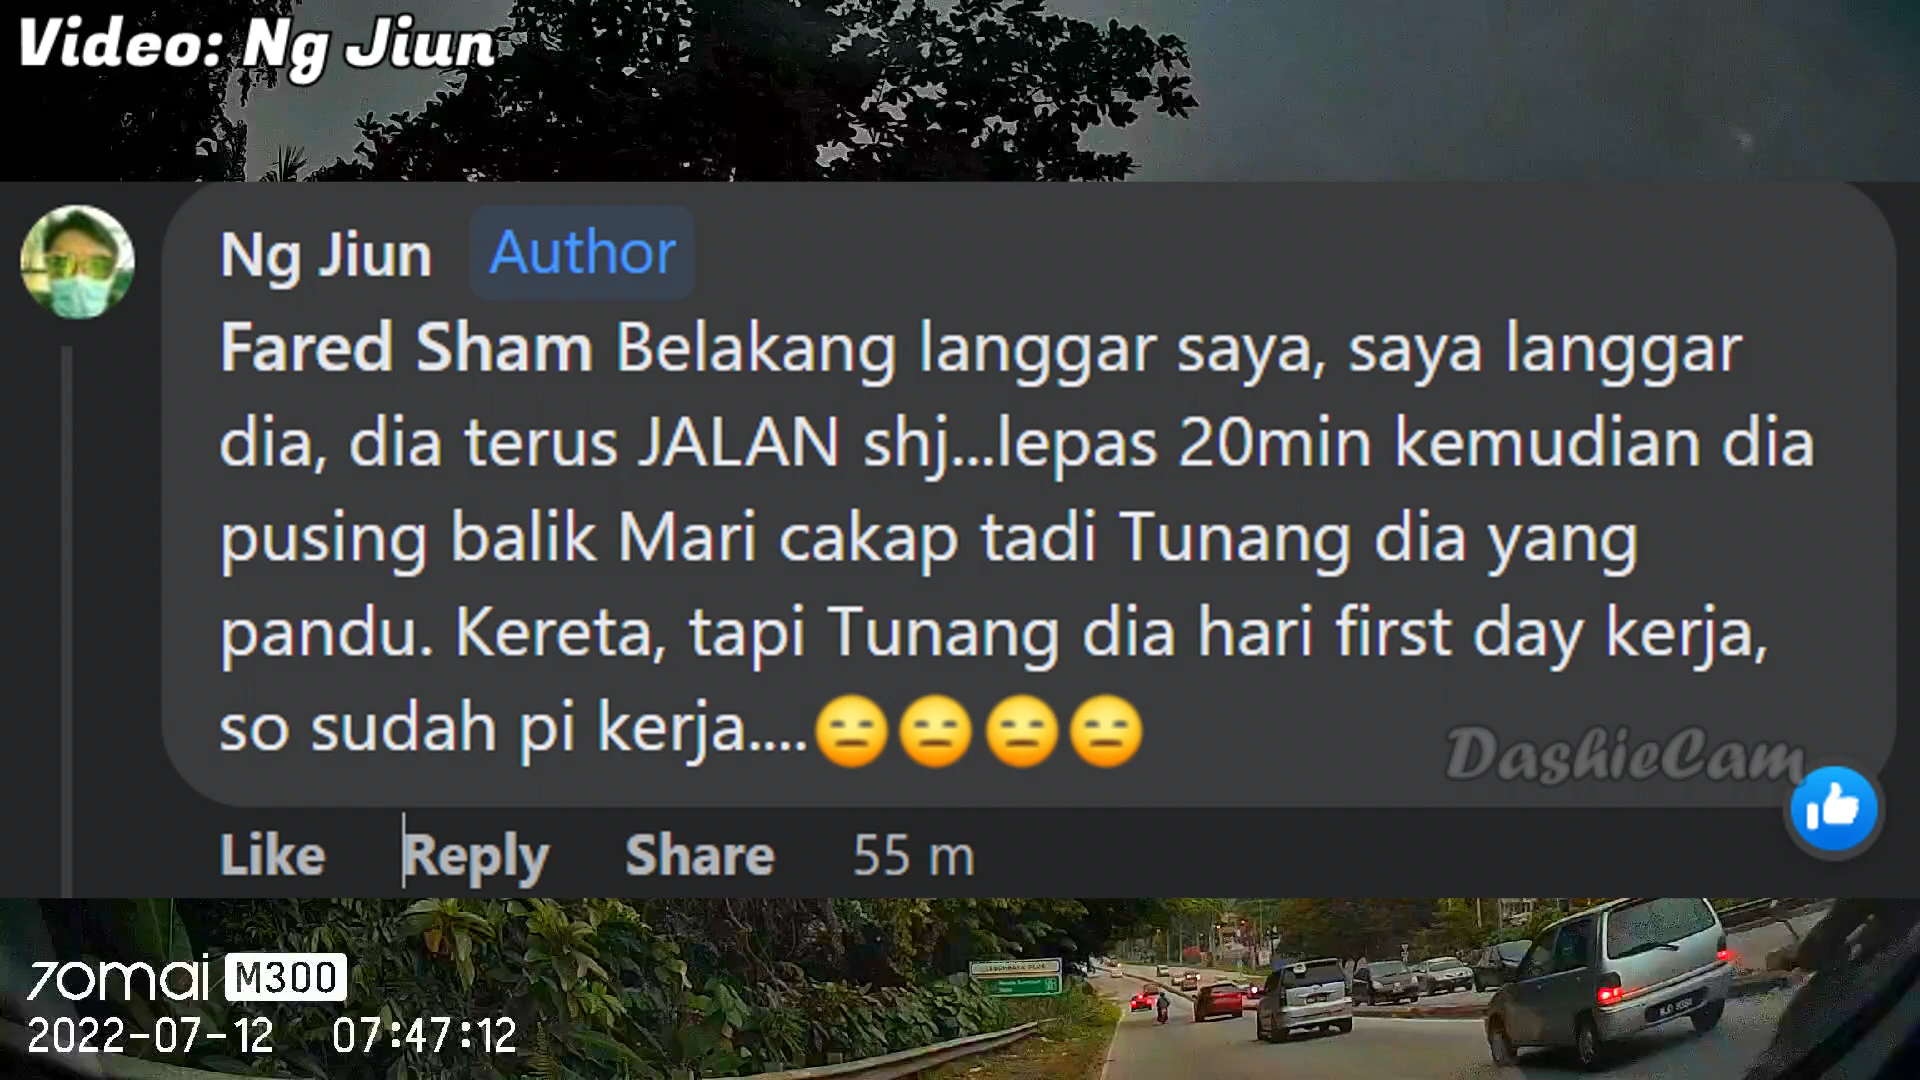 Video: Ng Jiun
Ng Jiun Author
Fared Sham Belakang langgar saya, saya langgar
dia, dia terus JALAN shj...lepas 20min kemudian dia
pusing balik Mari cakap tadi Tunang dia yang
pandu. Kereta, tapi Tunang dia hari first day kerja,
so sudah pi kerja....😑😑😑😑
DashieCam
Like Reply Share 55 m
70mai M300
2022-07-12 07:47:12